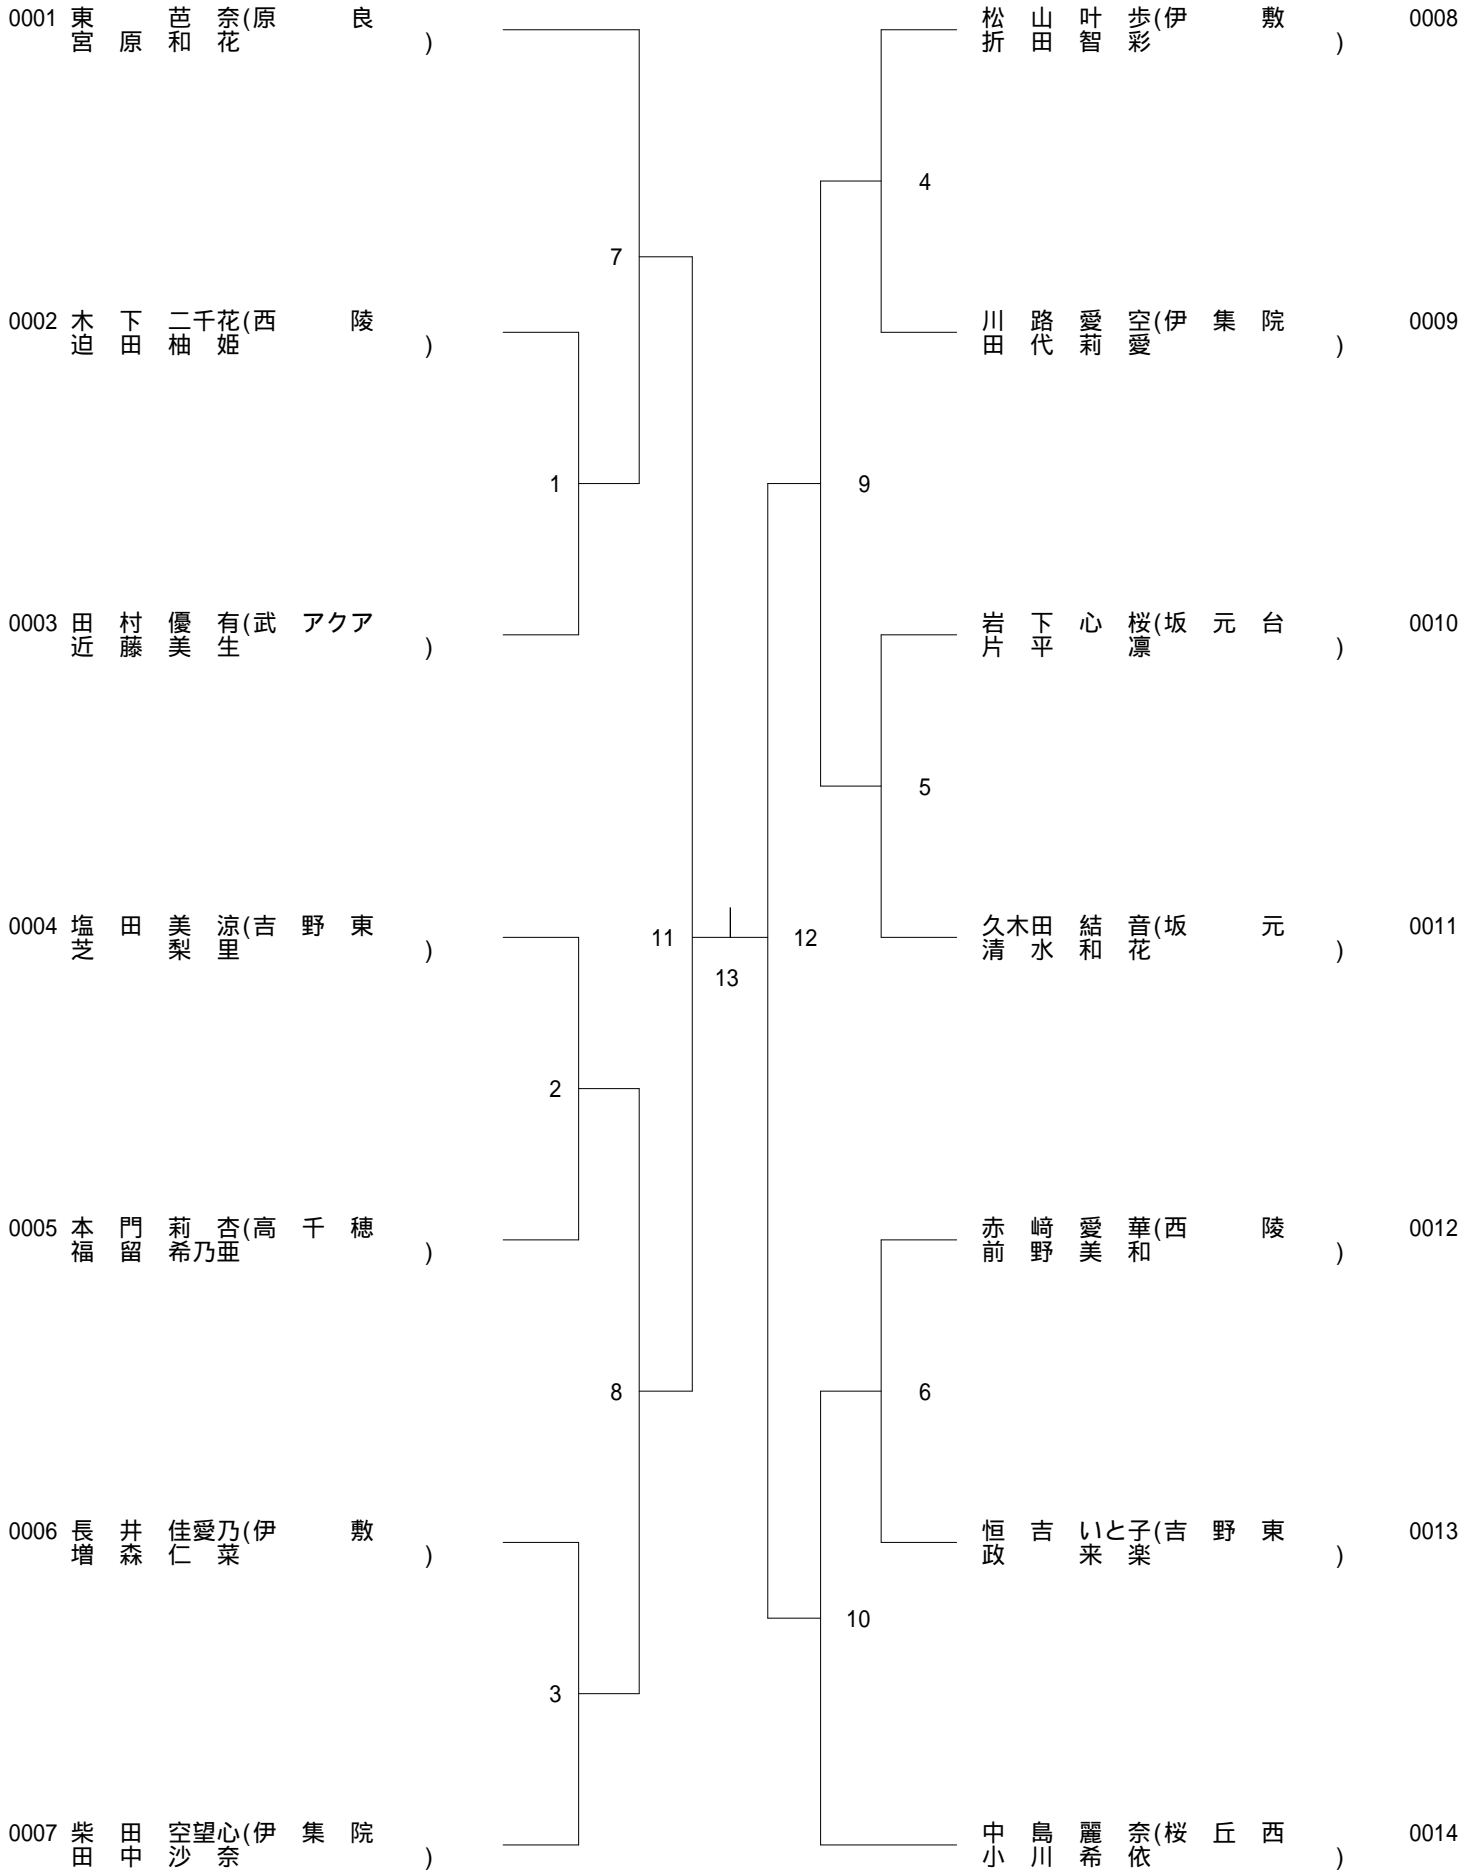 0001 東　　芭　奈(原　　良
宮　原　和　花　　)
7
0002 木　下　二千花(西　　陵
迫　田　柚　姫　　)
1
0003 田　村　優　有(武　アクア
近　藤　美　生　　)
0004 塩　田　美　涼(吉　野　東
芝　　梨　里　　)
11
2
0005 本　門　莉　杏(高　千　穂
福　留　希乃亜　　)
8
0006 長　井　佳愛乃(伊　　敷
増　森　仁　菜　　)
3
0007 柴　田　空望心(伊　集　院
田　中　沙　奈　　)
13
松　山　叶　歩(伊　　敷　0008
折　田　智　彩　　)
4
川　路　愛　空(伊　集　院　0009
田　代　莉　愛　　)
9
岩　下　心　桜(坂　元　台　0010
片　平　　凛　　)
5
12
久木田　結　音(坂　　元　0011
清　水　和　花　　)
赤　﨑　愛　華(西　　陵　0012
前　野　美　和　　)
6
恒　吉　いと子(吉　野　東　0013
政　　来　楽　　)
10
中　島　麗　奈(桜　丘　西　0014
小　川　希　依　　)